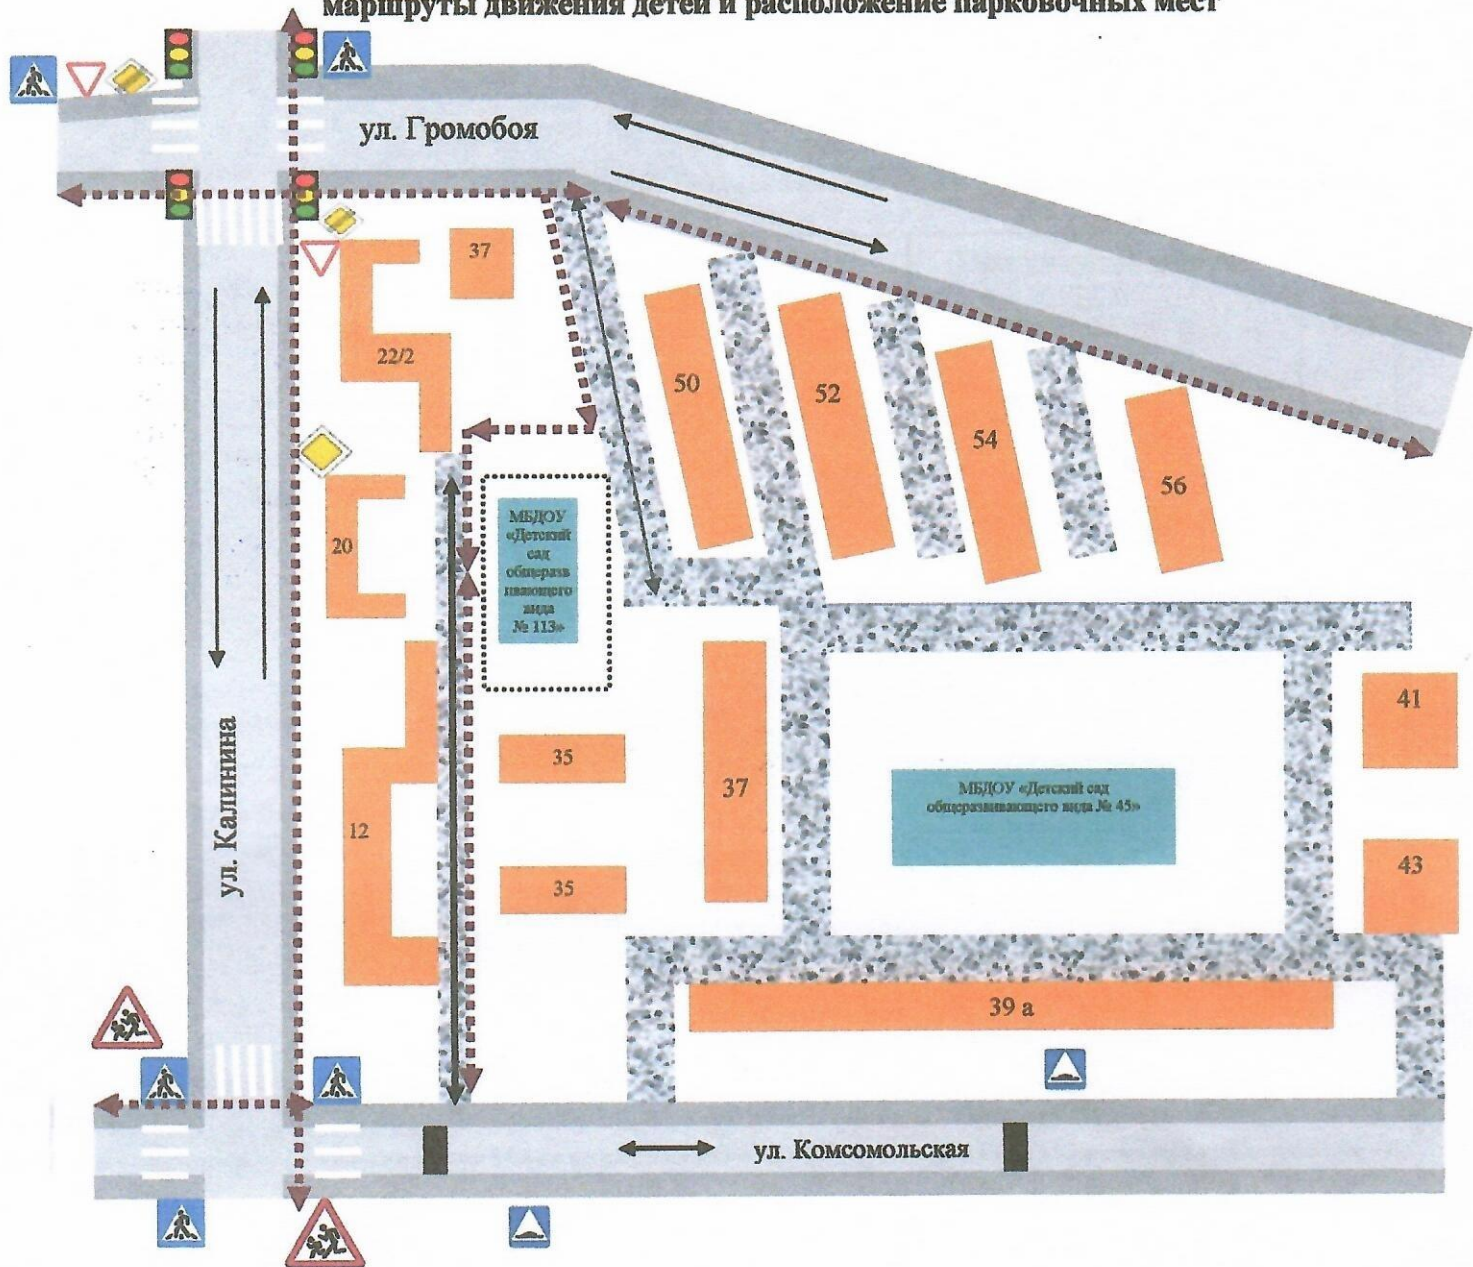 маршруты движения детей и расположение парковочных мест
ул. Громобоя
37
22/2
50
52
54
56
20
МБДОУ
«Детский
сад
общеразв
ивающего
вида
№ 113»
ул. Калинина
12
35
35
37
МБДОУ «Детский сад
общеразвивающего вида № 45»
41
43
39 а
ул. Комсомольская